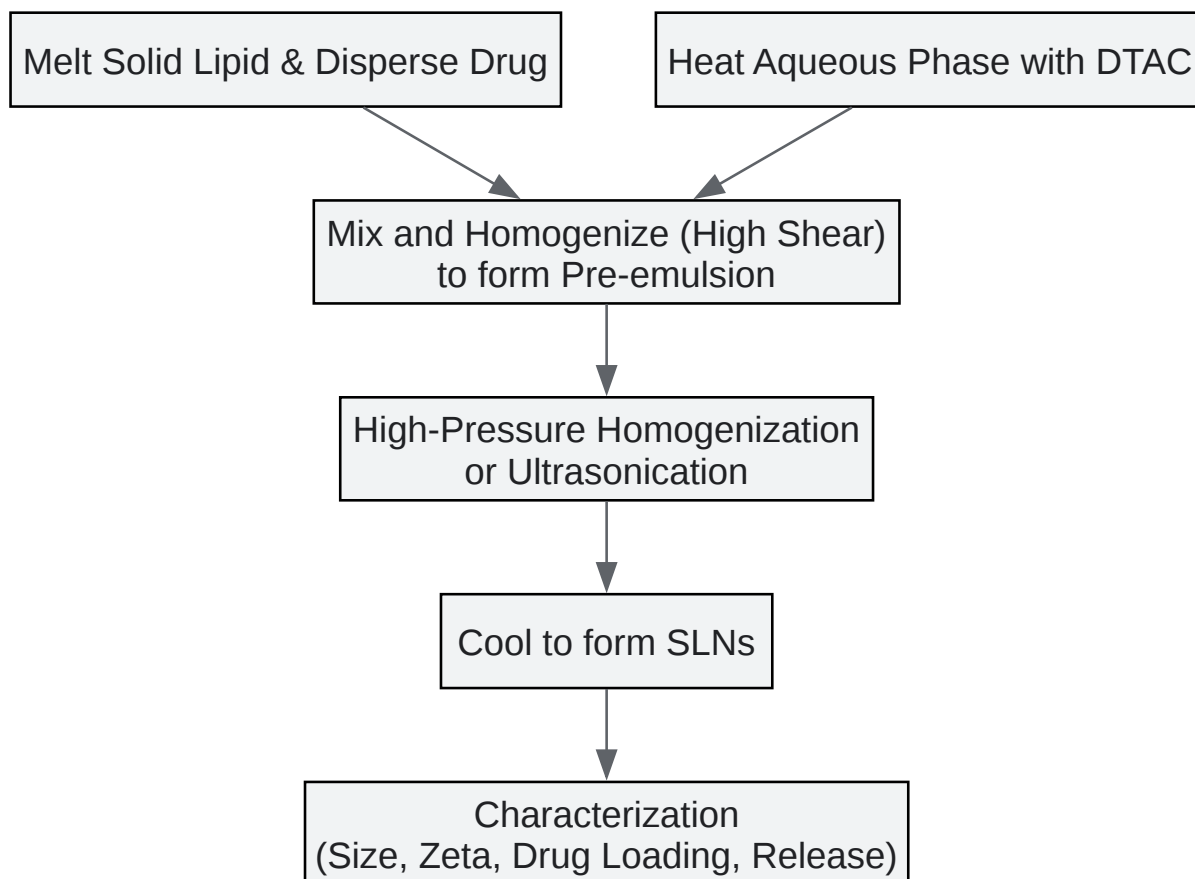 Melt Solid Lipid & Disperse Drug
Heat Aqueous Phase with DTAC
Mix and Homogenize (High Shear)
to form Pre-emulsion
High-Pressure Homogenization
or Ultrasonication
Cool to form SLNs
Characterization
(Size, Zeta, Drug Loading, Release)